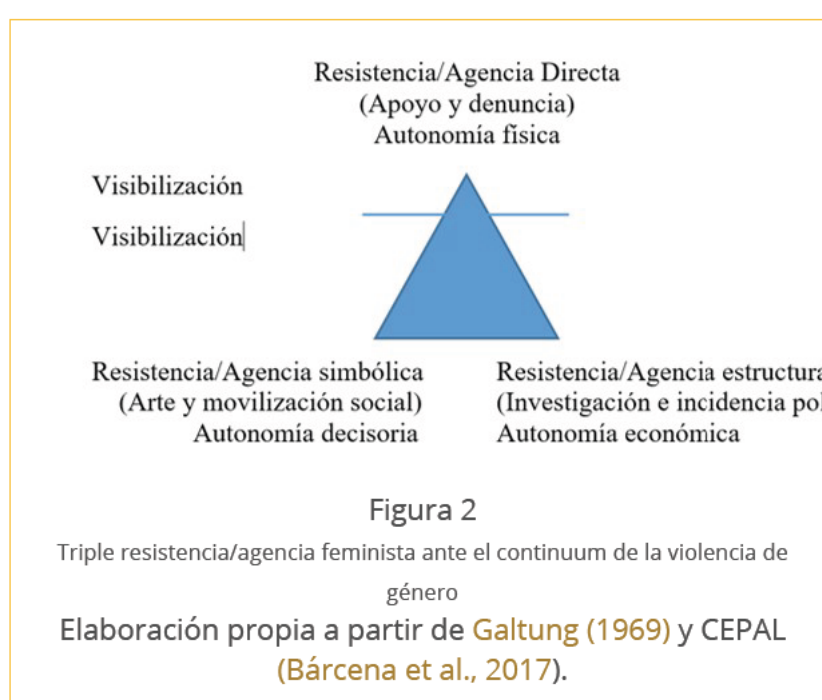 Resistencia/Agencia Directa
(Apoyo y denuncia)
Autonomía física
Visibilización
Visibilización
Resistencia/Agencia simbólica
(Arte y movilización social)
Autonomía decisoria
Resistencia/Agencia estructura
(Investigación e incidencia pol
Autonomía económica
Figura 2
Triple resistencia/agencia feminista ante el continuum de la violencia de
género
Elaboración propia a partir de Galtung (1969) y CEPAL
(Bárcena et al., 2017).